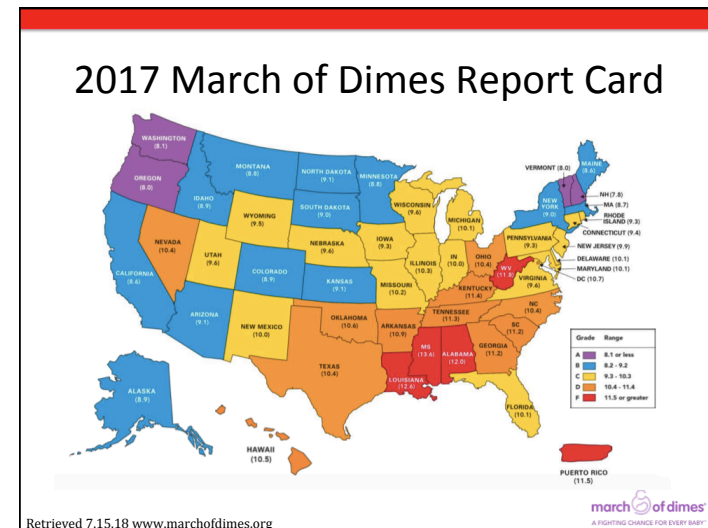 2017 March of Dimes Report Card
WASHINGTON
(8.1)
OREGON
(8.0)
MONTANA
(8.8)
IDAHO
(8.9)
NORTH DAKOTA
(9.1)
MINNESOTA
(8.8)
SOUTH DAKOTA
(9.0)
WYOMING
(9.5)
WISCONSIN
(9.6)
MICHIGAN
(10.1)
VERMONT (8.0)
MAINE
(8.6)
NH (7.8)
MA (8.7)
NEW
YORK
(9.0)
RHODE
ISLAND (9.3)
CONNECTICUT (9.4)
PENNSYLVANIA
(9.3)
NEW JERSEY (9.9)
DELAWARE (10.1)
MARYLAND (10.1)
DC (10.7)
NEVADA
(10.4)
UTAH
(9.6)
CALIFORNIA
(8.6)
COLORADO
(8.9)
NEBRASKA
(9.6)
IOWA
(9.3)
ILLINOIS
(10.3)
IN
(10.0)
OHIO
(10.4)
WV
VIRGINIA
(9.6)
KANSAS
(9.1)
MISSOURI
(10.2)
KENTUCKY
(11.4)
ARIZONA
(9.1)
NEW MEXICO
(10.0)
OKLAHOMA
(10.6)
ARKANSAS
(10.9)
TENNESSEE
(11.3)
NC
(10.4)
SC
(11.2)
TEXAS
(10.4)
LOUISIANA
(12.6)
MS
(13.6)
ALABAMA
(12.0)
GEORGIA
(11.2)
FLORIDA
(10.1)
ALASKA
(8.9)
HAWAII
(10.5)
PUERTO RICO
(11.5)
Grade Range
A 8.1 or less
B 8.2 - 9.2
C 9.3 - 10.3
D 10.4 - 11.4
F 11.5 or greater
Retrieved 7.15.18 www.marchofdimes.org
march of dimes®
A FIGHTING CHANCE FOR EVERY BABY™